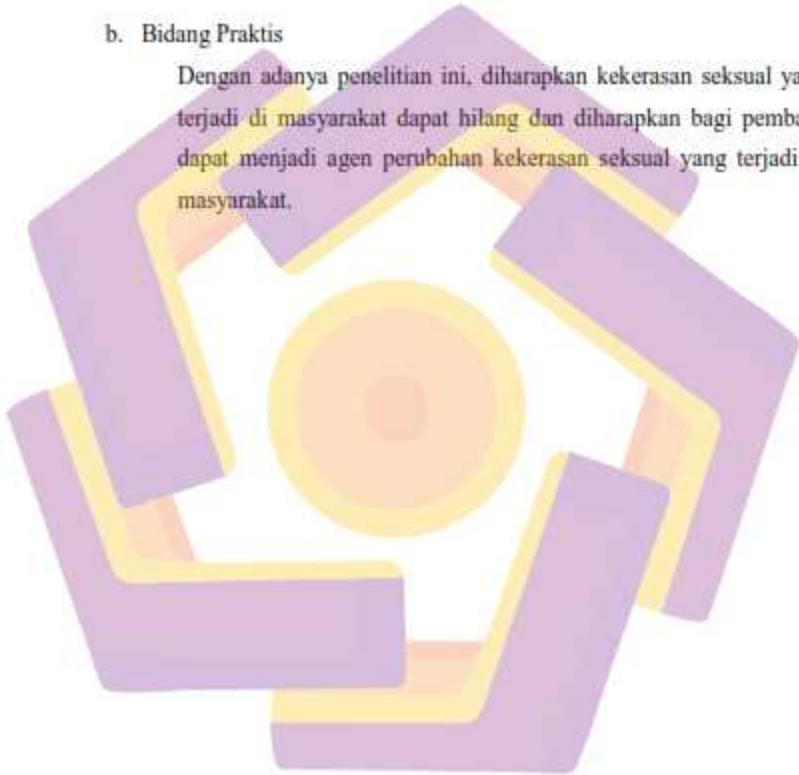 b. Bidang Praktis
Dengan adanya penelitian ini, diharapkan kekerasan seksual ya
terjadi di masyarakat dapat hilang dan diharapkan bagi pemba
dapat menjadi agen perubahan kekerasan seksual yang terjadi
masyarakat.